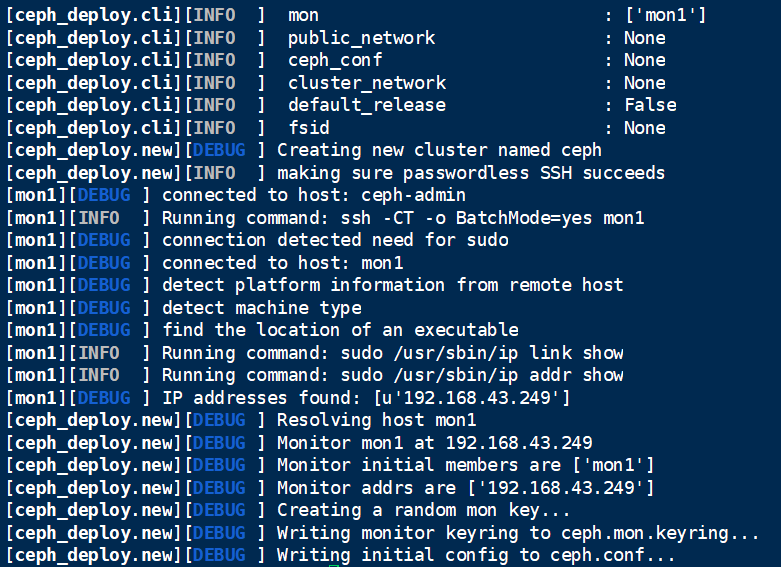 [ceph_deploy.cli][INFO  ]  mon                           : ['mon1']
[ceph_deploy.cli][INFO  ]  public_network                : None
[ceph_deploy.cli][INFO  ]  ceph_conf                     : None
[ceph_deploy.cli][INFO  ]  cluster_network               : None
[ceph_deploy.cli][INFO  ]  default_release               : False
[ceph_deploy.cli][INFO  ]  fsid                          : None
[ceph_deploy.new][DEBUG ] Creating new cluster named ceph
[ceph_deploy.new][INFO  ] making sure passwordless SSH succeeds
[mon1][DEBUG ] connected to host: ceph-admin
[mon1][INFO  ] Running command: ssh -CT -o BatchMode=yes mon1
[mon1][DEBUG ] connection detected need for sudo
[mon1][DEBUG ] connected to host: mon1
[mon1][DEBUG ] detect platform information from remote host
[mon1][DEBUG ] detect machine type
[mon1][DEBUG ] find the location of an executable
[mon1][INFO  ] Running command: sudo /usr/sbin/ip link show
[mon1][INFO  ] Running command: sudo /usr/sbin/ip addr show
[mon1][DEBUG ] IP addresses found: [u'192.168.43.249']
[ceph_deploy.new][DEBUG ] Resolving host mon1
[ceph_deploy.new][DEBUG ] Monitor mon1 at 192.168.43.249
[ceph_deploy.new][DEBUG ] Monitor initial members are ['mon1']
[ceph_deploy.new][DEBUG ] Monitor addrs are ['192.168.43.249']
[ceph_deploy.new][DEBUG ] Creating a random mon key...
[ceph_deploy.new][DEBUG ] Writing monitor keyring to ceph.mon.keyring...
[ceph_deploy.new][DEBUG ] Writing initial config to ceph.conf...